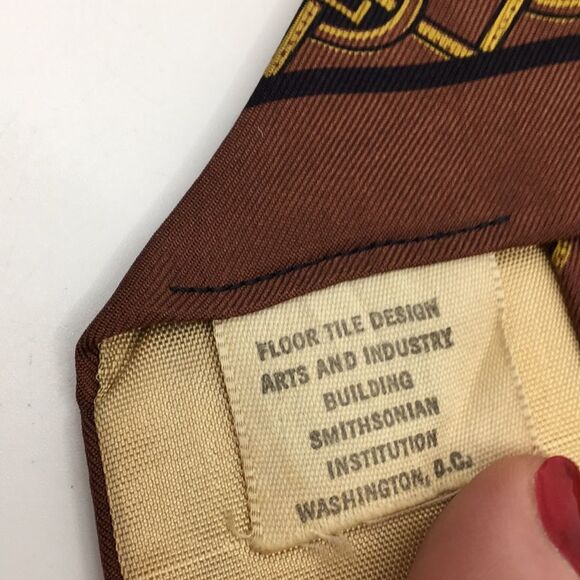 FLOOR TILE DESIGN
ARTS AND INDUSTRY
BUILDING
SMITHSONIAN
INSTITUTION
WASHINGTON, D.C.